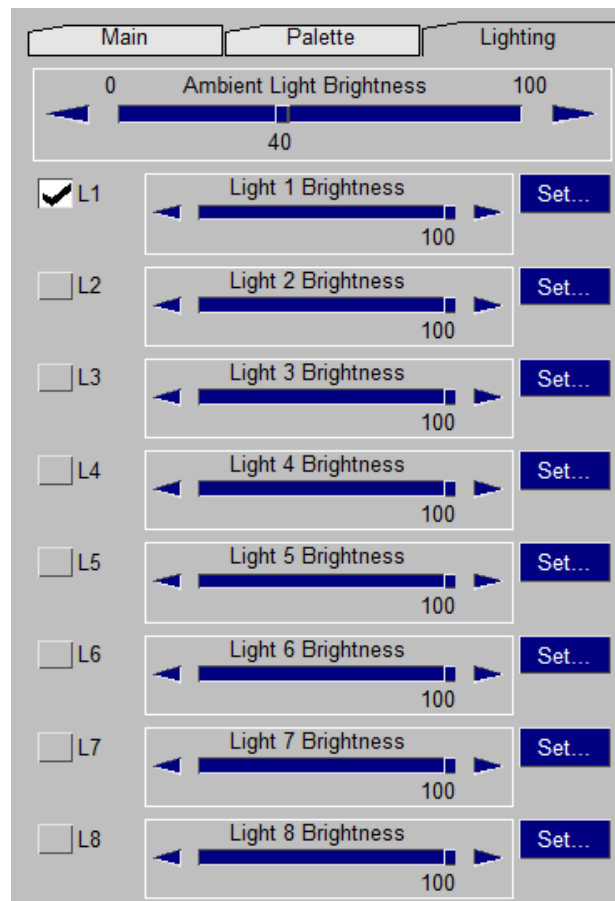 Main Palette Lighting
0 Ambient Light Brightness 100
40
L1 Light 1 Brightness Set...
100
L2 Light 2 Brightness Set...
100
L3 Light 3 Brightness Set...
100
L4 Light 4 Brightness Set...
100
L5 Light 5 Brightness Set...
100
L6 Light 6 Brightness Set...
100
L7 Light 7 Brightness Set...
100
L8 Light 8 Brightness Set...
100